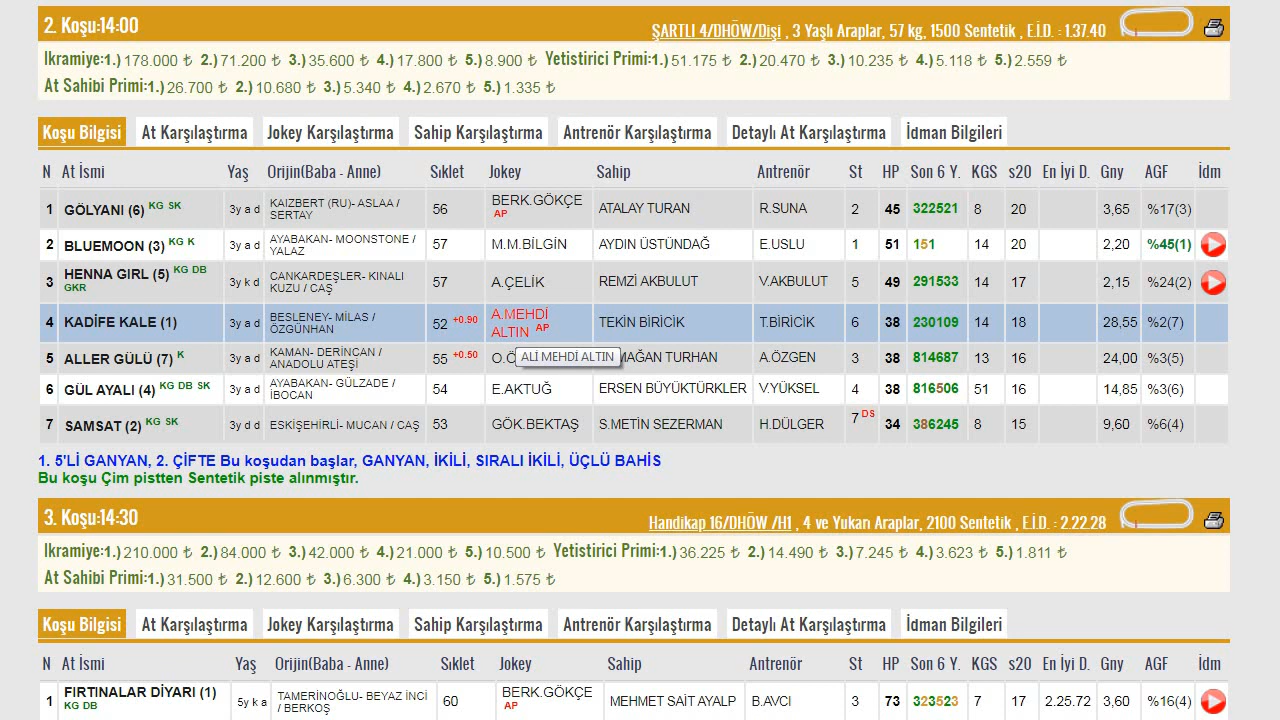 2. Koşu:14:00 ŞARTLI 4/DHÖW/Dişi , 3 Yaşlı Araplar, 57 kg, 1500 Sentetik , E.İ.D. : 1.37.40
İkramiye:1.) 178.000 ₺ 2.) 71.200 ₺ 3.) 35.600 ₺ 4.) 17.800 ₺ 5.) 8.900 ₺ Yetistirici Primi:1.) 51.175 ₺ 2.) 20.470 ₺ 3.) 10.235 ₺ 4.) 5.118 ₺ 5.) 2.559 ₺
At Sahibi Primi:1.) 26.700 ₺ 2.) 10.680 ₺ 3.) 5.340 ₺ 4.) 2.670 ₺ 5.) 1.335 ₺
Koşu Bilgisi At Karşılaştırma Jokey Karşılaştırma Sahip Karşılaştırma Antrenör Karşılaştırma Detaylı At Karşılaştırma İdman Bilgileri
N At İsmi Yaş Orijin(Baba - Anne) Sıklet Jokey Sahip Antrenör St HP Son 6 Y. KGS s20 En İyi D. Gny AGF İdm
1 GÖLYANI (6) KG SK 3y a d KAIZBERT (RU)- ASLAA / SERTAY 56 BERK.GÖKÇE AP ATALAY TURAN R.SUNA 2 45 322521 8 20 3,65 %17(3)
2 BLUEMOON (3) KG K 3y a d AYABAKAN- MOONSTONE / YALAZ 57 M.M.BİLGİN AYDIN ÜSTÜNDAĞ E.USLU 1 51 151 14 20 2,20 %45(1)
3 HENNA GIRL (5) KG DB GKR 3y k d CANKARDEŞLER- KINALI KUZU / CAŞ 57 A.ÇELİK REMZİ AKBULUT V.AKBULUT 5 49 291533 14 17 2,15 %24(2)
4 KADİFE KALE (1) 3y a d BESLENEY- MİLAS / ÖZGÜNHAN 52 +0.90 A.MEHDİ ALTIN AP TEKİN BİRİCİK T.BİRİCİK 6 38 230109 14 18 28,55 %2(7)
5 ALLER GÜLÜ (7) K 3y a d KAMAN- DERİNCAN / ANADOLU ATEŞİ 55 +0.50 O.Ö ALİ MEHDİ ALTIN MAĞAN TURHAN A.ÖZGEN 3 38 814687 13 16 24,00 %3(5)
6 GÜL AYALI (4) KG DB SK 3y a d AYABAKAN- GÜLZADE / İBOCAN 54 E.AKTUĞ ERSEN BÜYÜKTÜRKLER V.YÜKSEL 4 38 816506 51 16 14,85 %3(6)
7 SAMSAT (2) KG SK 3y d d ESKİŞEHİRLİ- MUCAN / CAŞ 53 GÖK.BEKTAŞ S.METİN SEZERMAN H.DÜLGER 7 DS 34 386245 8 15 9,60 %6(4)
1. 5'Lİ GANYAN, 2. ÇİFTE Bu koşudan başlar, GANYAN, İKİLİ, SIRALI İKİLİ, ÜÇLÜ BAHİS
Bu koşu Çim pistten Sentetik piste alınmıştır.
3. Koşu:14:30 Handikap 16/DHÖW /H1 , 4 ve Yukarı Araplar, 2100 Sentetik , E.İ.D. : 2.22.28
İkramiye:1.) 210.000 ₺ 2.) 84.000 ₺ 3.) 42.000 ₺ 4.) 21.000 ₺ 5.) 10.500 ₺ Yetistirici Primi:1.) 36.225 ₺ 2.) 14.490 ₺ 3.) 7.245 ₺ 4.) 3.623 ₺ 5.) 1.811 ₺
At Sahibi Primi:1.) 31.500 ₺ 2.) 12.600 ₺ 3.) 6.300 ₺ 4.) 3.150 ₺ 5.) 1.575 ₺
Koşu Bilgisi At Karşılaştırma Jokey Karşılaştırma Sahip Karşılaştırma Antrenör Karşılaştırma Detaylı At Karşılaştırma İdman Bilgileri
N At İsmi Yaş Orijin(Baba - Anne) Sıklet Jokey Sahip Antrenör St HP Son 6 Y. KGS s20 En İyi D. Gny AGF İdm
1 FIRTINALAR DİYARI (1) KG DB 5y k a TAMERİNOĞLU- BEYAZ İNCİ / BERKOŞ 60 BERK.GÖKÇE AP MEHMET SAİT AYALP B.AVCI 3 73 323523 7 17 2.25.72 3,60 %16(4)